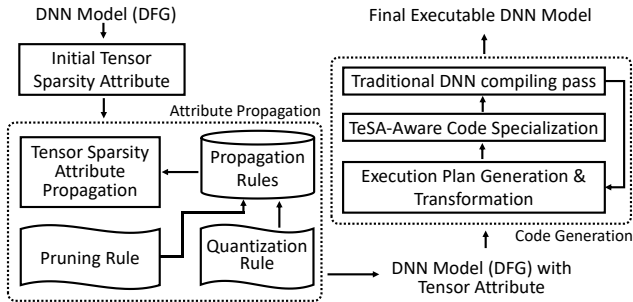 DNN Model (DFG)
Initial Tensor
Sparsity Attribute
Attribute Propagation
Tensor Sparsity
Attribute
Propagation
Propagation
Rules
Pruning Rule
Quantization
Rule
DNN Model (DFG) with
Tensor Attribute
Code Generation
Execution Plan Generation &
Transformation
TeSA-Aware Code Specialization
Traditional DNN compiling pass
Final Executable DNN Model